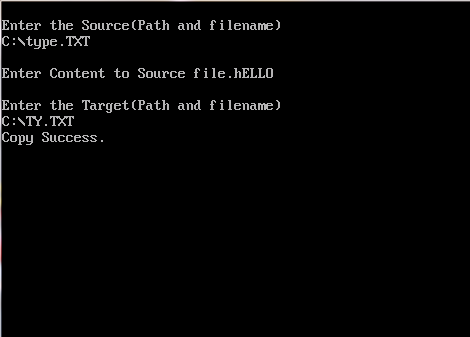 Enter the Source(Path and filename)
C:\type.TXT
Enter Content to Source file.hELLO
Enter the Target(Path and filename)
C:\TY.TXT
Copy Success.